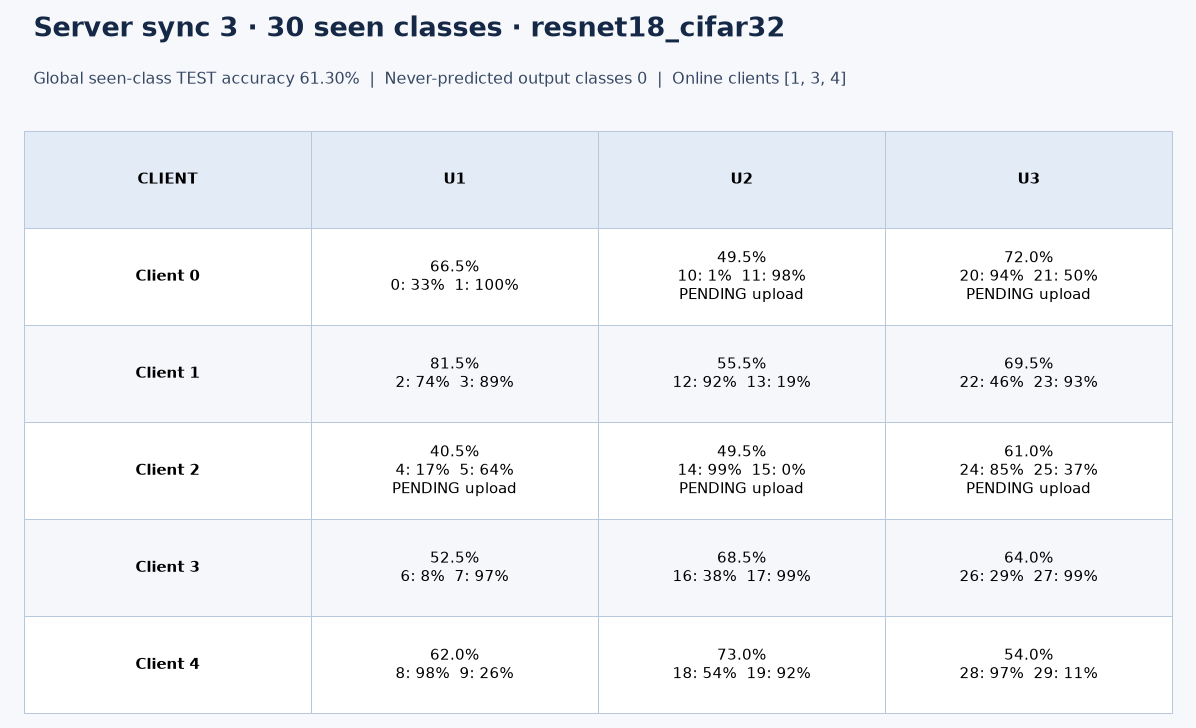 Server sync 3 · 30 seen classes · resnet18_cifar32
Global seen-class TEST accuracy 61.30%  |  Never-predicted output classes 0  |  Online clients [1, 3, 4]
CLIENT
U1
U2
U3
Client 0
66.5%
0: 33%  1: 100%
49.5%
10: 1%  11: 98%
PENDING upload
72.0%
20: 94%  21: 50%
PENDING upload
Client 1
81.5%
2: 74%  3: 89%
55.5%
12: 92%  13: 19%
69.5%
22: 46%  23: 93%
Client 2
40.5%
4: 17%  5: 64%
PENDING upload
49.5%
14: 99%  15: 0%
PENDING upload
61.0%
24: 85%  25: 37%
PENDING upload
Client 3
52.5%
6: 8%  7: 97%
68.5%
16: 38%  17: 99%
64.0%
26: 29%  27: 99%
Client 4
62.0%
8: 98%  9: 26%
73.0%
18: 54%  19: 92%
54.0%
28: 97%  29: 11%